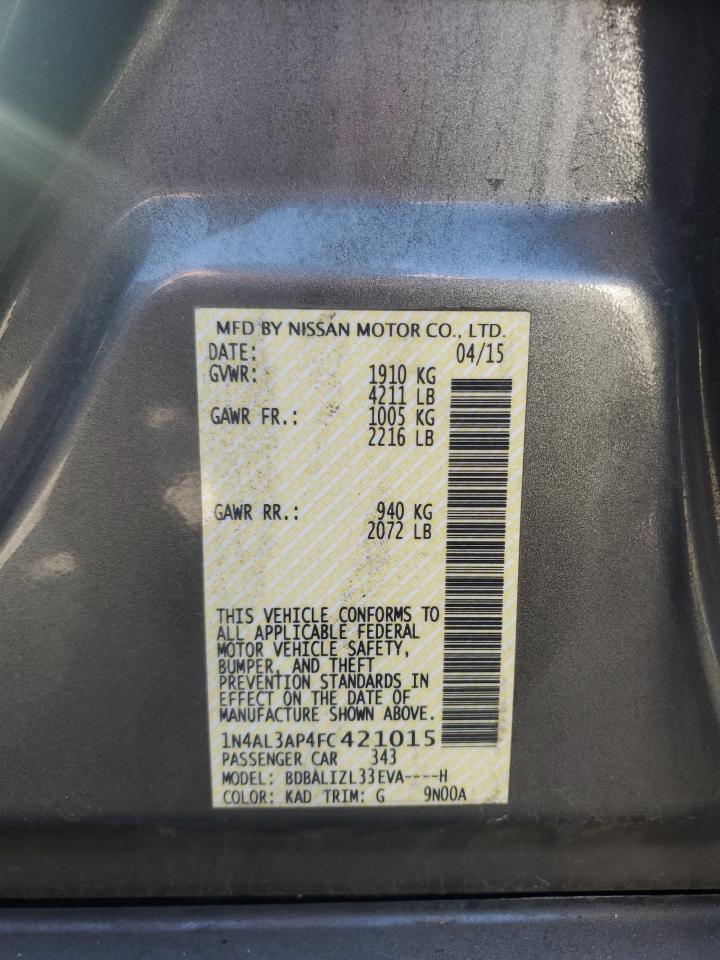 MFD BY NISSAN MOTOR CO., LTD.
DATE: 04/15
GVWR: 1910 KG
4211 LB
GAWR FR.: 1005 KG
2216 LB
GAWR RR.: 940 KG
2072 LB
THIS VEHICLE CONFORMS TO
ALL APPLICABLE FEDERAL
MOTOR VEHICLE SAFETY,
BUMPER, AND THEFT
PREVENTION STANDARDS IN
EFFECT ON THE DATE OF
MANUFACTURE SHOWN ABOVE.
1N4AL3AP4FC421015
PASSENGER CAR 343
MODEL: BDBALIZL33EVA----H
COLOR: KAD TRIM: G 9N00A